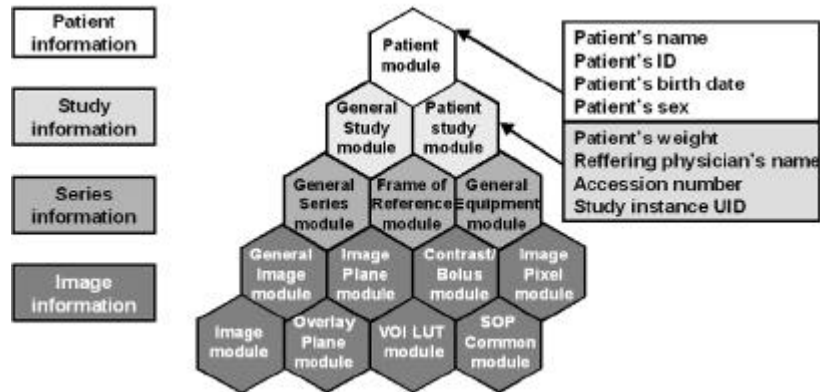 Patient
information
Study
information
Series
information
Image
information
Patient
module
General
Study
module
Patient
study
module
General
Series
module
Frame of
Reference
module
General
Equipment
module
General
Image
module
Image
Plane
module
Contrast/
Bolus
module
Image
Pixel
module
Image
module
Overlay
Plane
module
VOI LUT
module
SOP
Common
module
Patient's name
Patient's ID
Patient's birth date
Patient's sex
Patient's weight
Reffering physician's name
Accession number
Study instance UID